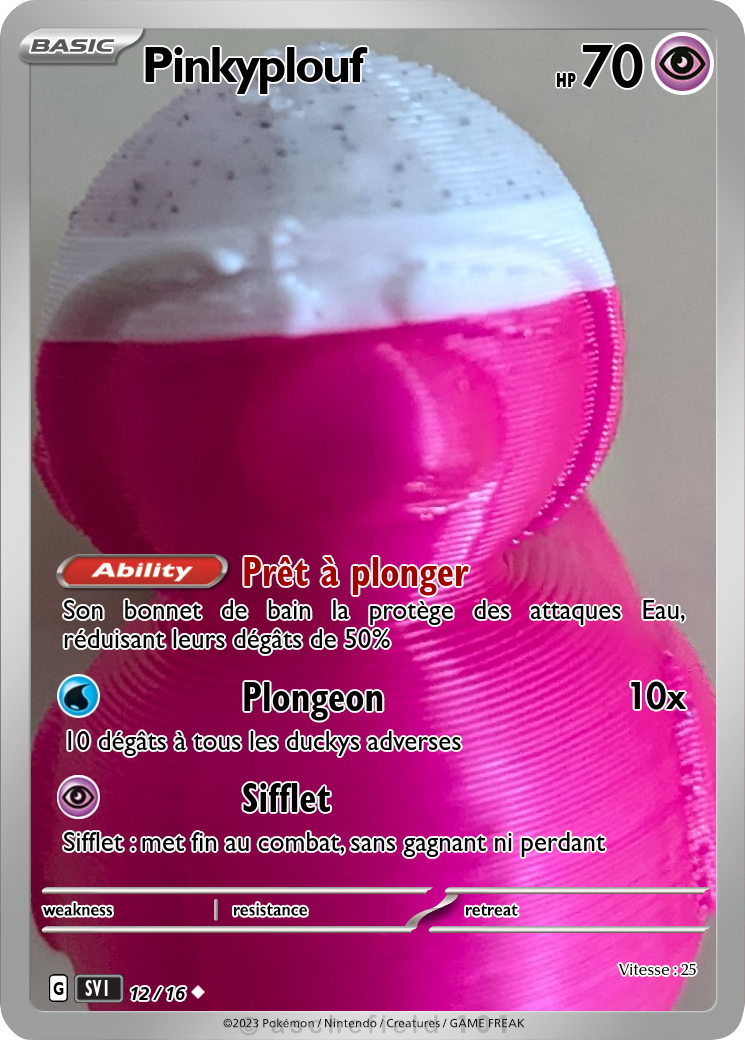 BASIC Pinkyplouf HP 70
Ability Prêt à plonger
Son bonnet de bain la protège des attaques Eau,
réduisant leurs dégâts de 50%
Plongeon 10x
10 dégâts à tous les duckys adverses
Sifflet
Sifflet : met fin au combat, sans gagnant ni perdant
weakness resistance retreat
Vitesse : 25
G SVI 12 / 16
©2023 Pokémon / Nintendo / Creatures / GAME FREAK